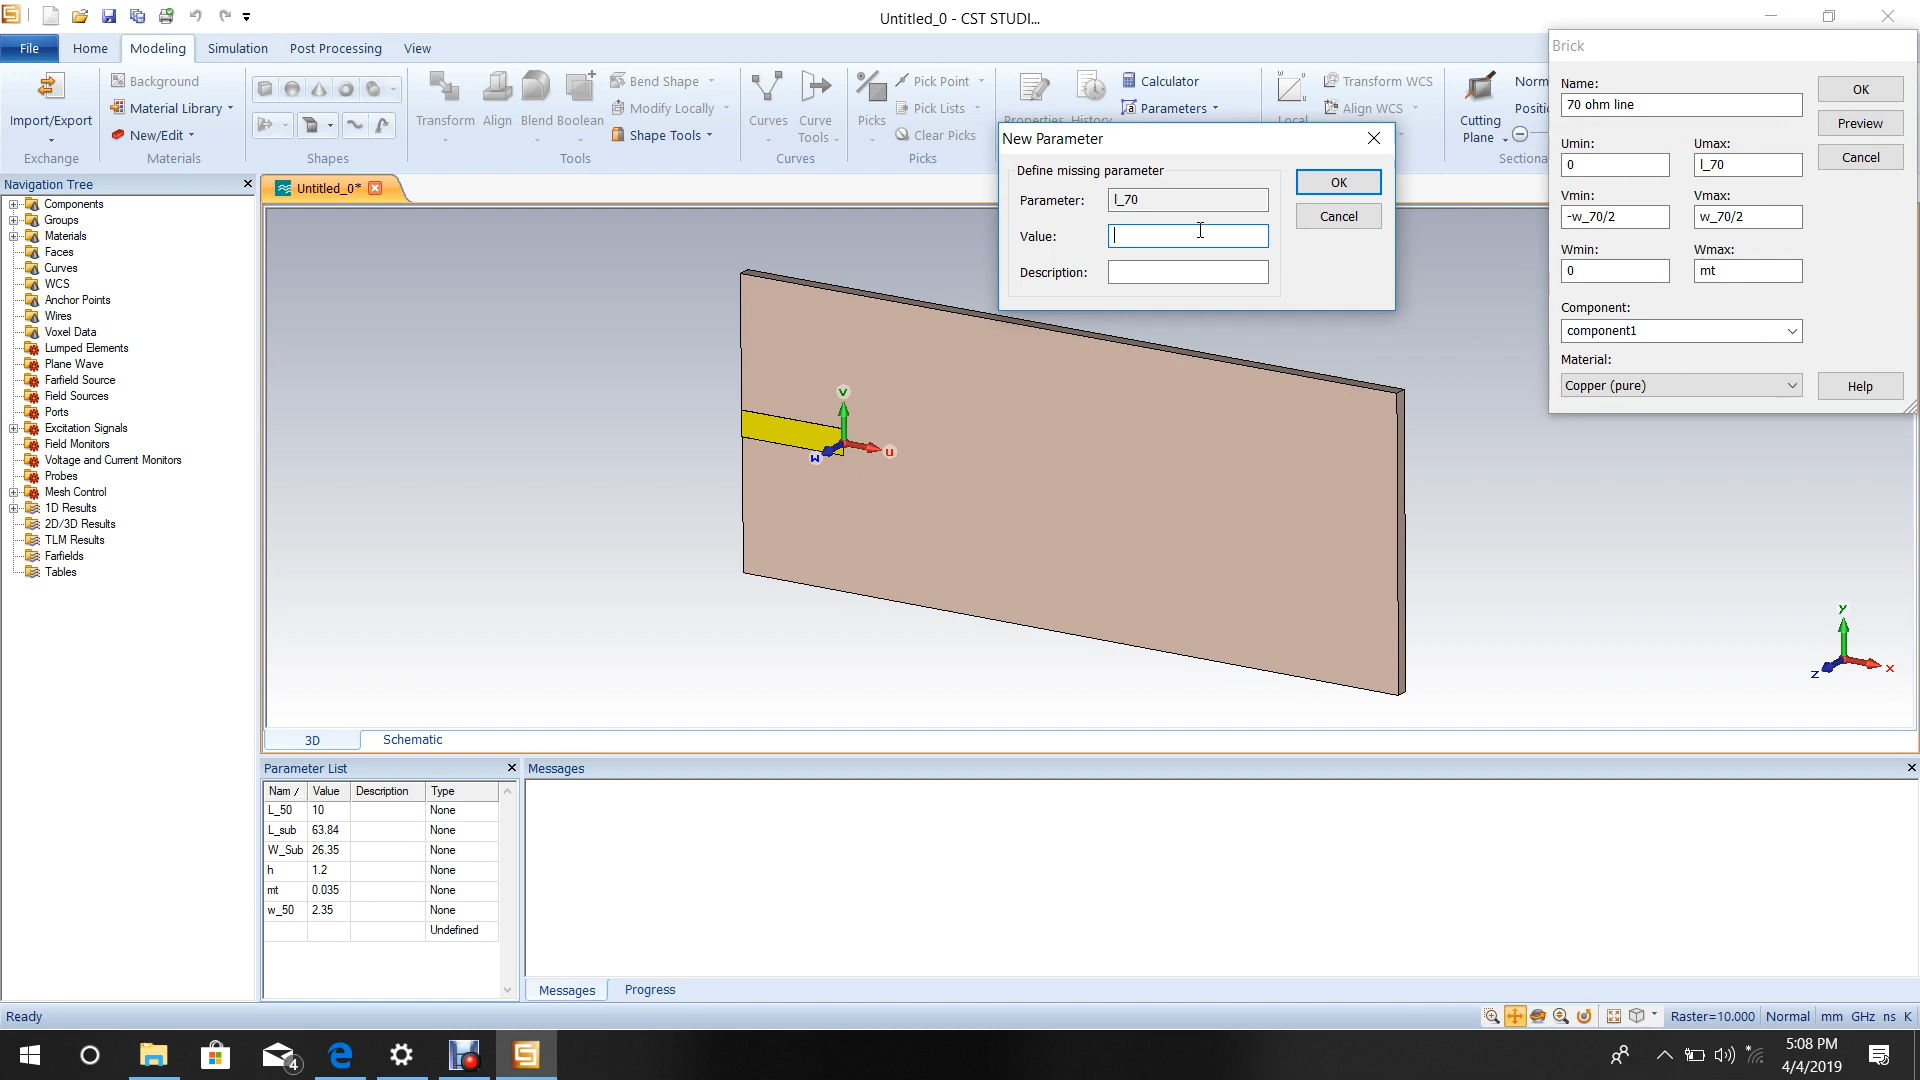 Untitled_0 - CST STUDI...
File
Home
Modeling
Simulation
Post Processing
View
Import/Export
Exchange
Background
Material Library
New/Edit
Materials
Shapes
Transform
Align
Blend
Boolean
Bend Shape
Modify Locally
Shape Tools
Tools
Curves
Curve
Tools
Curves
Picks
Pick Point
Pick Lists
Clear Picks
Picks
Properties
History
Calculator
Parameters
Local
Transform WCS
Align WCS
Cutting
Plane
Norm
Positi
Sectiona
Brick
Name:
70 ohm line
OK
Preview
Cancel
Umin:
Umax:
0
l_70
Vmin:
Vmax:
-w_70/2
w_70/2
Wmin:
Wmax:
0
mt
Component:
component1
Material:
Copper (pure)
Help
New Parameter
Define missing parameter
Parameter:
l_70
Value:
Description:
OK
Cancel
Navigation Tree
Components
Groups
Materials
Faces
Curves
WCS
Anchor Points
Wires
Voxel Data
Lumped Elements
Plane Wave
Farfield Source
Field Sources
Ports
Excitation Signals
Field Monitors
Voltage and Current Monitors
Probes
Mesh Control
1D Results
2D/3D Results
TLM Results
Farfields
Tables
Untitled_0*
v
u
w
y
x
z
3D
Schematic
Parameter List
Nam / Value Description Type
L_50 10 None
L_sub 63.84 None
W_Sub 26.35 None
h 1.2 None
mt 0.035 None
w_50 2.35 None
Undefined
Messages
Messages
Progress
Ready
Raster=10.000 Normal mm GHz ns K
4
5:08 PM
4/4/2019